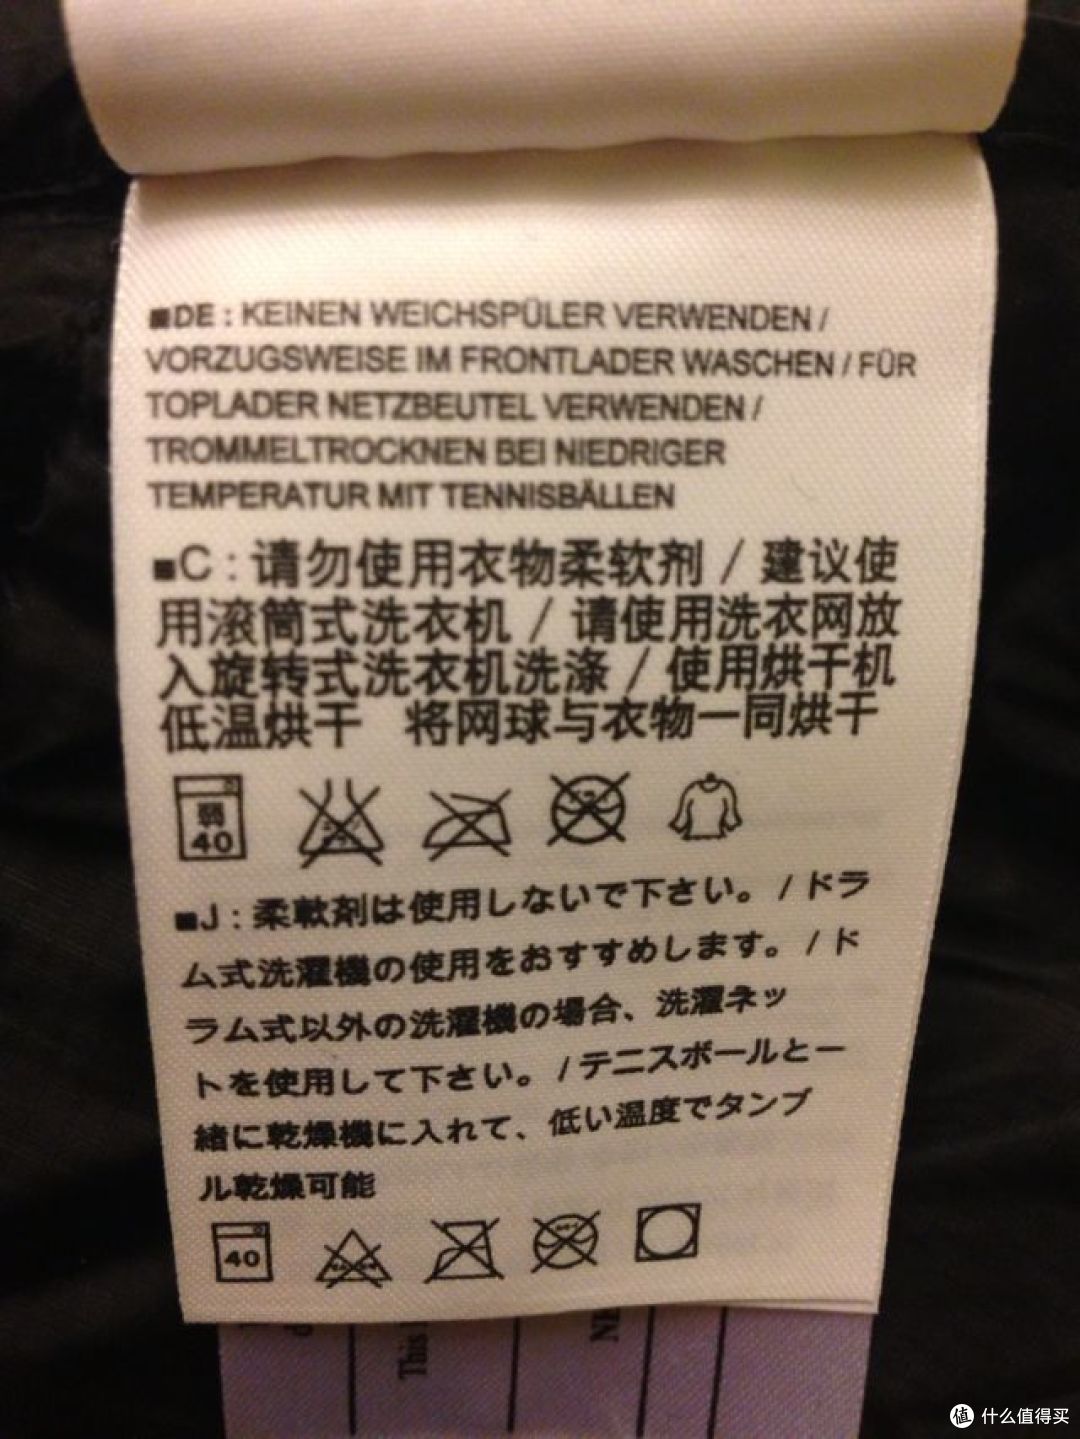 ■DE : KEINEN WEICHSPÜLER VERWENDEN /
VORZUGSWEISE IM FRONTLADER WASCHEN / FÜR
TOPLADER NETZBEUTEL VERWENDEN /
TROMMELTROCKNEN BEI NIEDRIGER
TEMPERATUR MIT TENNISBÄLLEN
■C : 请勿使用衣物柔软剂 / 建议使
用滚筒式洗衣机 / 请使用洗衣网放
入旋转式洗衣机洗涤 / 使用烘干机
低温烘干 将网球与衣物一同烘干
弱
40
■J : 柔軟剤は使用しないで下さい。 / ドラ
ム式洗濯機の使用をおすすめします。 / ド
ラム式以外の洗濯機の場合、洗濯ネッ
トを使用して下さい。 / テニスボールと一
緒に乾燥機に入れて、低い温度でタンブ
ル乾燥可能
40
This
值 什么值得买